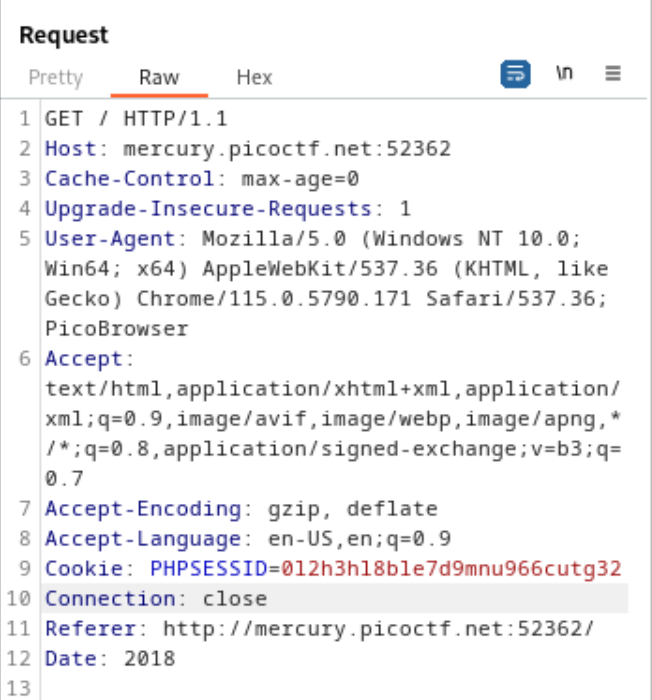 Request
Pretty Raw Hex \n
1 GET / HTTP/1.1
2 Host: mercury.picoctf.net:52362
3 Cache-Control: max-age=0
4 Upgrade-Insecure-Requests: 1
5 User-Agent: Mozilla/5.0 (Windows NT 10.0;
Win64; x64) AppleWebKit/537.36 (KHTML, like
Gecko) Chrome/115.0.5790.171 Safari/537.36;
PicoBrowser
6 Accept:
text/html,application/xhtml+xml,application/
xml;q=0.9,image/avif,image/webp,image/apng,*
/*;q=0.8,application/signed-exchange;v=b3;q=
0.7
7 Accept-Encoding: gzip, deflate
8 Accept-Language: en-US,en;q=0.9
9 Cookie: PHPSESSID=012h3hl8ble7d9mnu966cutg32
10 Connection: close
11 Referer: http://mercury.picoctf.net:52362/
12 Date: 2018
13